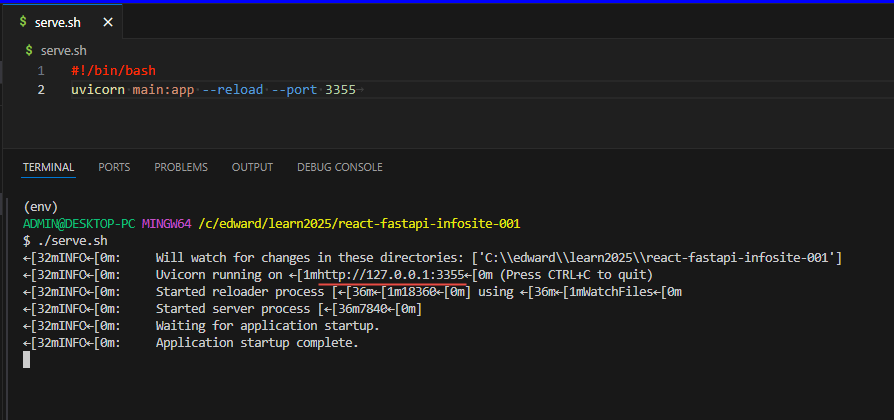 $ serve.sh ×
$ serve.sh
1 #!/bin/bash
2 uvicorn main:app --reload --port 3355
TERMINAL PORTS PROBLEMS OUTPUT DEBUG CONSOLE
(env)
ADMIN@DESKTOP-PC MINGW64 /c/edward/learn2025/react-fastapi-infosite-001
$ ./serve.sh
←[32mINFO←[0m:     Will watch for changes in these directories: ['C:\\edward\\learn2025\\react-fastapi-infosite-001']
←[32mINFO←[0m:     Uvicorn running on ←[1mhttp://127.0.0.1:3355←[0m (Press CTRL+C to quit)
←[32mINFO←[0m:     Started reloader process [←[36m←[1m18360←[0m] using ←[36m←[1mWatchFiles←[0m
←[32mINFO←[0m:     Started server process [←[36m7840←[0m]
←[32mINFO←[0m:     Waiting for application startup.
←[32mINFO←[0m:     Application startup complete.